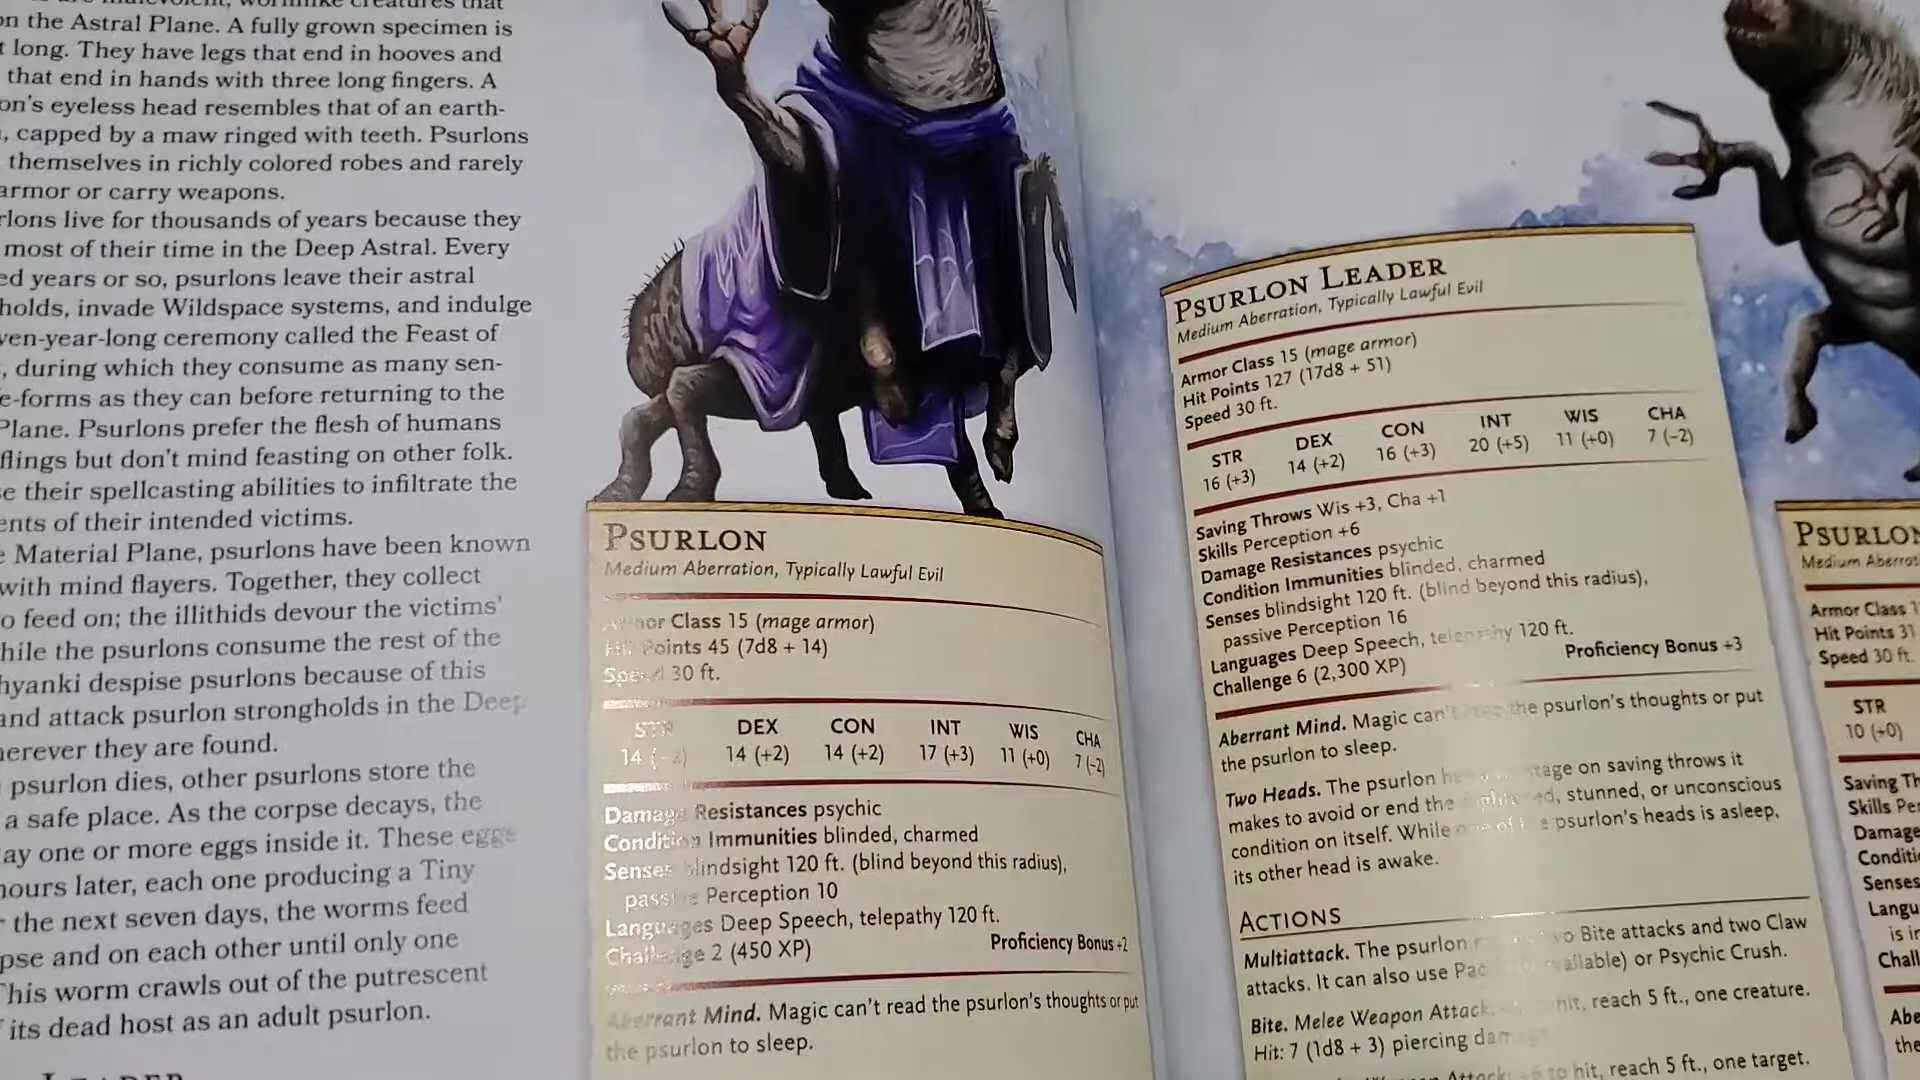 on the Astral Plane. A fully grown specimen is
long. They have legs that end in hooves and
that end in hands with three long fingers. A
on's eyeless head resembles that of an earth-
, capped by a maw ringed with teeth. Psurlons
themselves in richly colored robes and rarely
armor or carry weapons.
rlons live for thousands of years because they
most of their time in the Deep Astral. Every
ed years or so, psurlons leave their astral
holds, invade Wildspace systems, and indulge
ven-year-long ceremony called the Feast of
, during which they consume as many sen-
e-forms as they can before returning to the
Plane. Psurlons prefer the flesh of humans
flings but don't mind feasting on other folk.
e their spellcasting abilities to infiltrate the
ents of their intended victims.
e Material Plane, psurlons have been known
with mind flayers. Together, they collect
o feed on; the illithids devour the victims'
hile the psurlons consume the rest of the
hyanki despise psurlons because of this
and attack psurlon strongholds in the Deep
herever they are found.
psurlon dies, other psurlons store the
a safe place. As the corpse decays, the
ay one or more eggs inside it. These eggs
hours later, each one producing a Tiny
r the next seven days, the worms feed
pse and on each other until only one
This worm crawls out of the putrescent
its dead host as an adult psurlon.
LEADER
PSURLON
Medium Aberration, Typically Lawful Evil
Armor Class 15 (mage armor)
Hit Points 45 (7d8 + 14)
Speed 30 ft.
STR DEX CON INT WIS CHA
14 14 (+2) 14 (+2) 17 (+3) 11 (+0) 7 (-2)
Damage Resistances psychic
Condition Immunities blinded, charmed
Senses blindsight 120 ft. (blind beyond this radius),
passive Perception 10
Languages Deep Speech, telepathy 120 ft.
Challenge 2 (450 XP) Proficiency Bonus +2
Aberrant Mind. Magic can't read the psurlon's thoughts or put
the psurlon to sleep.
PSURLON LEADER
Medium Aberration, Typically Lawful Evil
Armor Class 15 (mage armor)
Hit Points 127 (17d8 + 51)
Speed 30 ft.
STR DEX CON INT WIS CHA
16 (+3) 14 (+2) 16 (+3) 20 (+5) 11 (+0) 7 (-2)
Saving Throws Wis +3, Cha +1
Skills Perception +6
Damage Resistances psychic
Condition Immunities blinded, charmed
Senses blindsight 120 ft. (blind beyond this radius),
passive Perception 16
Languages Deep Speech, telepathy 120 ft.
Challenge 6 (2,300 XP) Proficiency Bonus +3
Aberrant Mind. Magic can't the psurlon's thoughts or put
the psurlon to sleep.
Two Heads. The psurlon on saving throws it
makes to avoid or end the stunned, or unconscious
condition on itself. While psurlon's heads is asleep,
its other head is awake.
ACTIONS
Multiattack. The psurlon Bite attacks and two Claw
attacks. It can also use or Psychic Crush.
Bite. Melee Weapon Attack: hit, reach 5 ft., one creature.
Hit: 7 (1d8 + 3) piercing
to hit, reach 5 ft., one target.
PSURLON
Medium
Armor Class
Hit Points 31
Speed 30 ft.
STR
10 (+0)
Saving
Skills
Damage
Senses
is
the